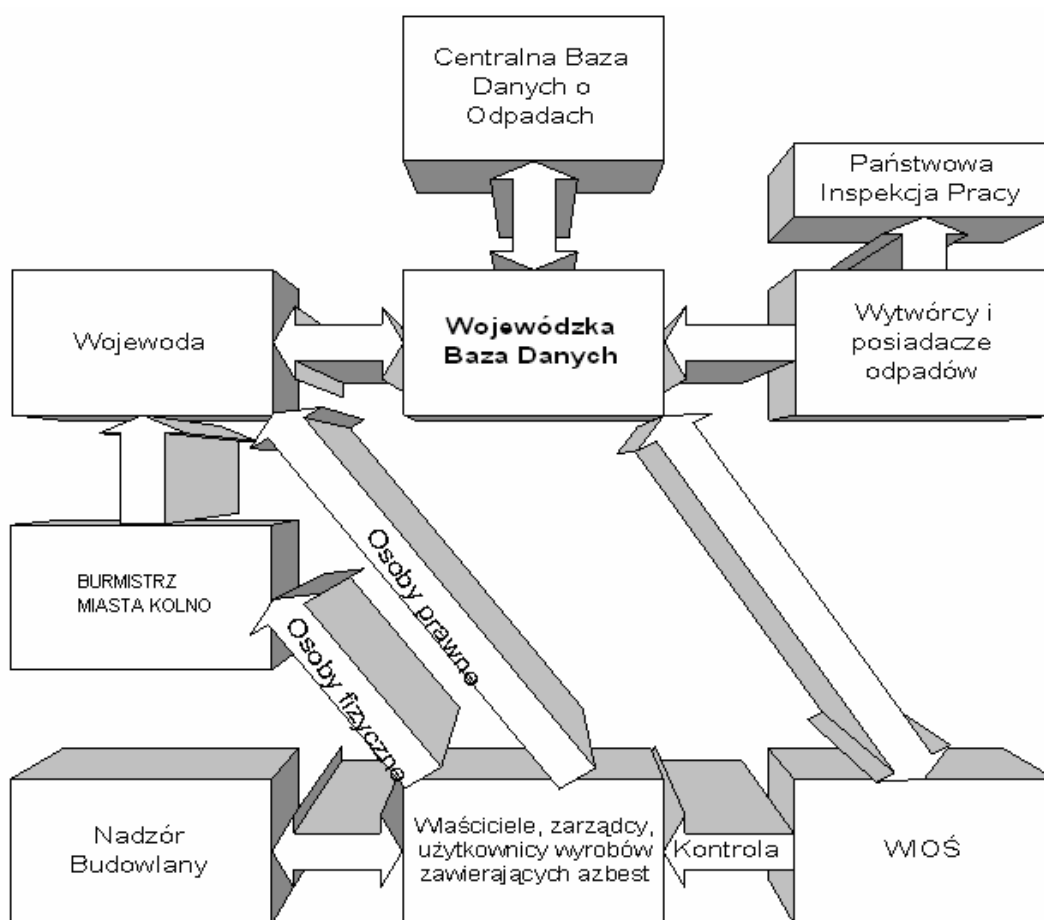 Centralna Baza
Danych o
Odpadach
Państwowa
Inspekcja Pracy
Wojewoda
Wojewódzka
Baza Danych
Wytwórcy i
posiadacze
odpadów
BURMISTRZ
MIASTA KOLNO
Osoby prawne
Osoby fizyczne
Nadzór
Budowlany
Właściciele, zarządcy,
użytkownicy wyrobów
zawierających azbest
Kontrola
WIOŚ